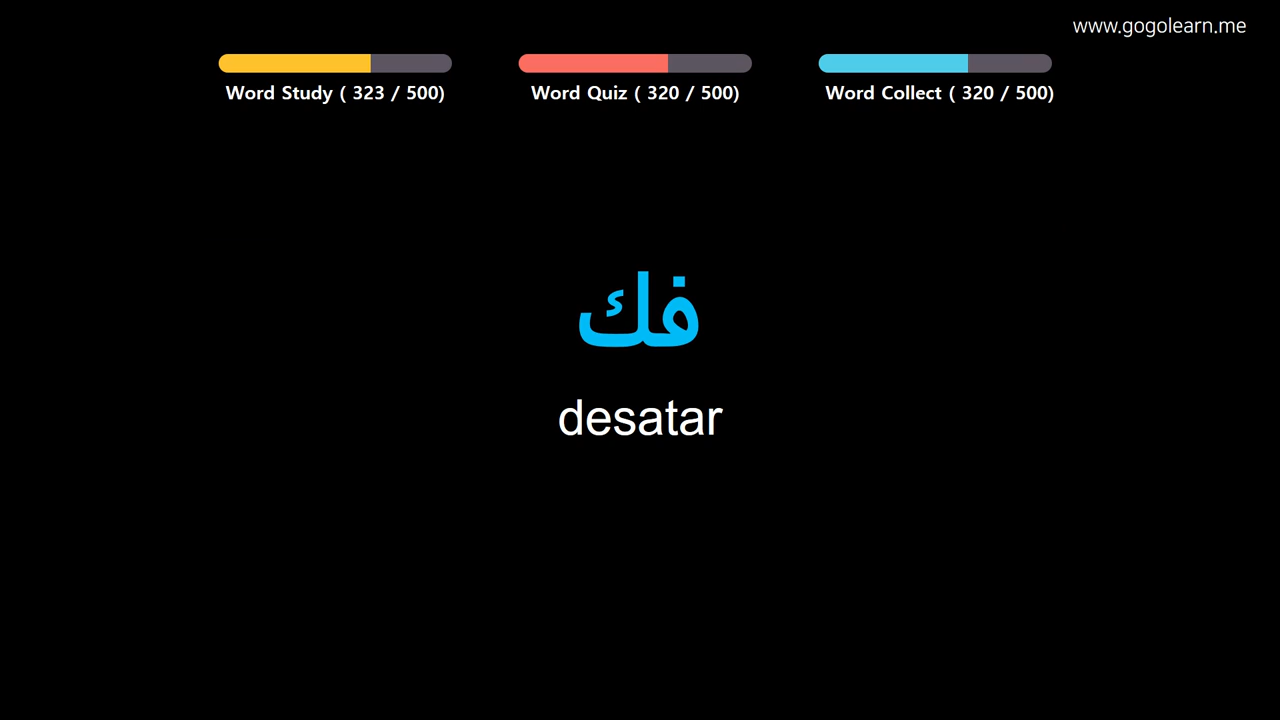 www.gogolearn.me
Word Study ( 323 / 500)
Word Quiz ( 320 / 500)
Word Collect ( 320 / 500)
فك
desatar